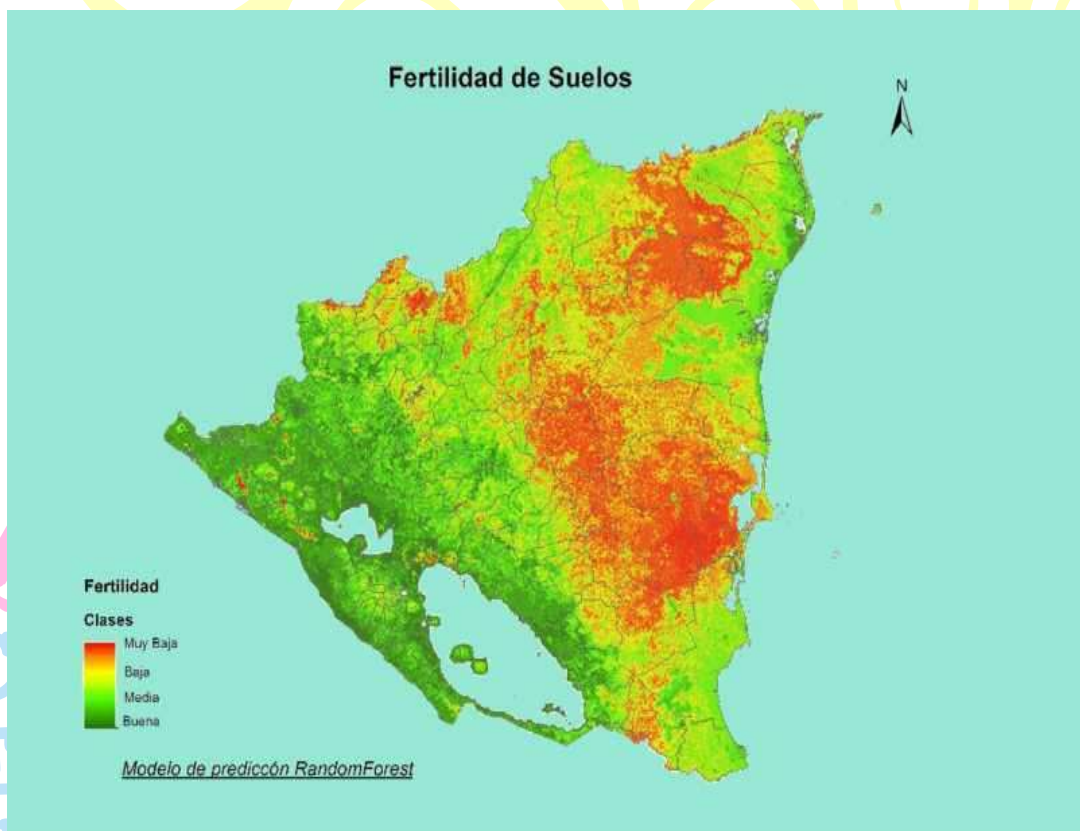 Fertilidad de Suelos
N
Fertilidad
Clases
Muy Baja
Baja
Media
Buena
Modelo de prediccón RandomForest